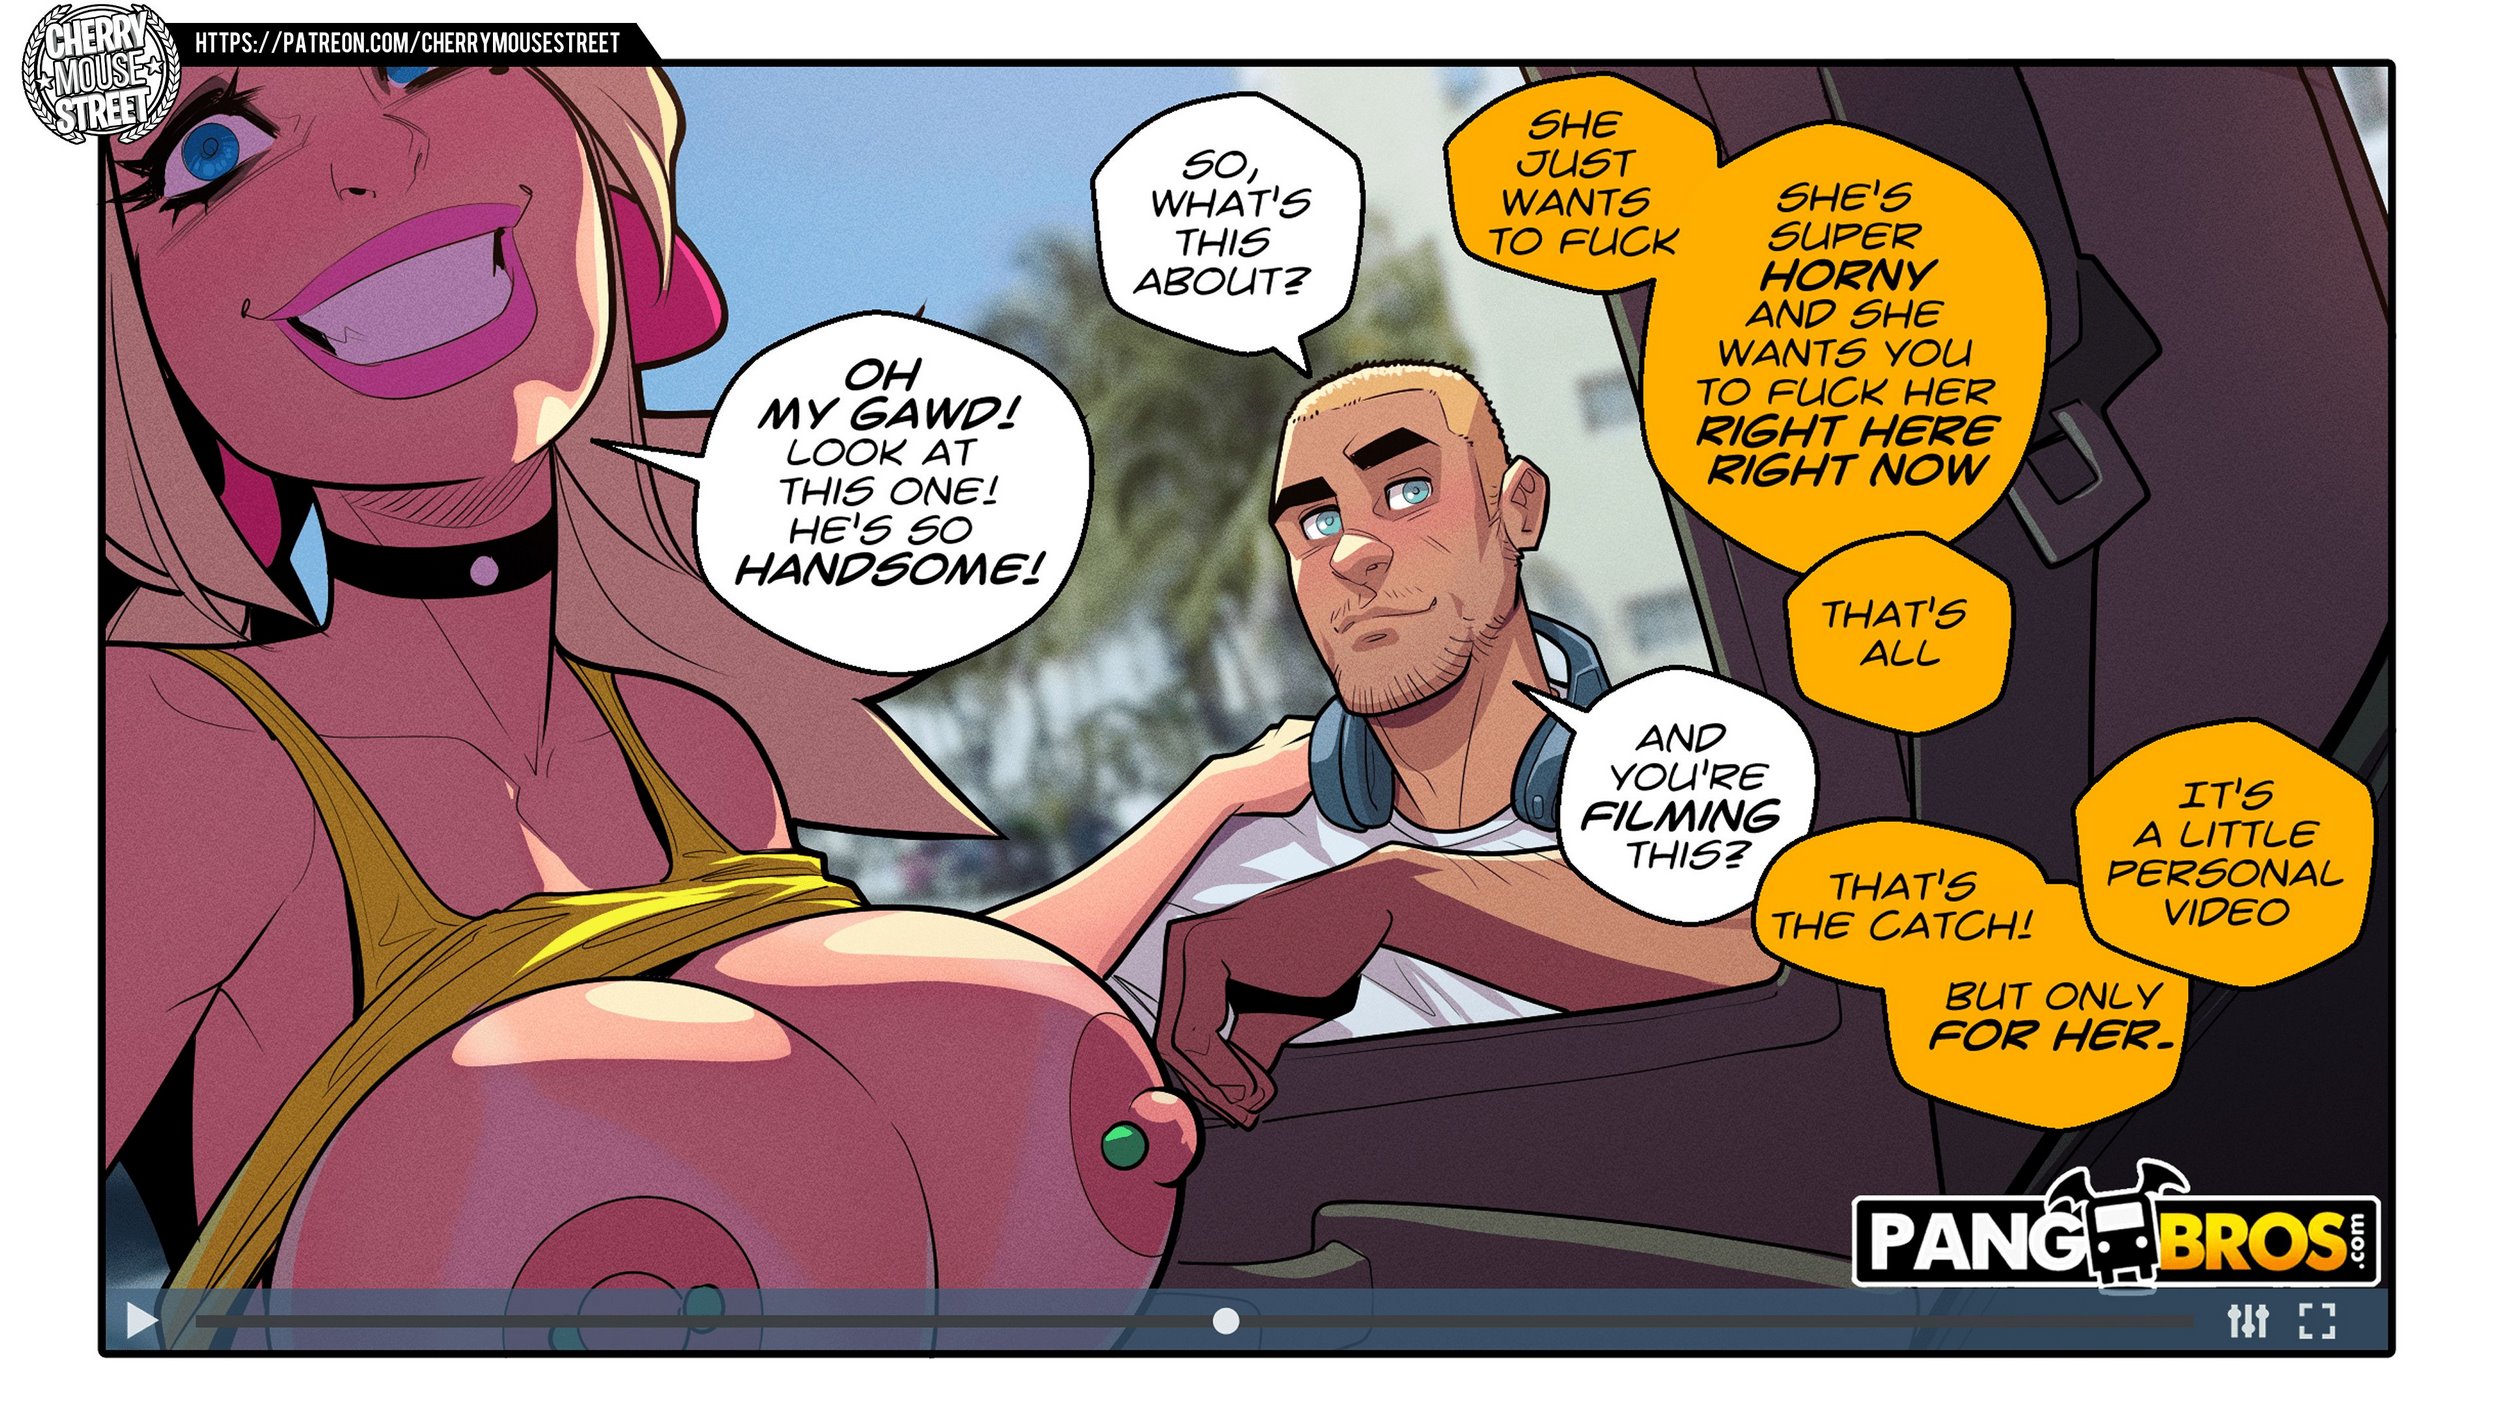 CHERRY
MOUSE
STREET
HTTPS://PATREON.COM/CHERRYMOUSESTREET
OH
MY GAWD!
LOOK AT
THIS ONE!
HE'S SO
HANDSOME!
SO,
WHAT'S
THIS
ABOUT?
SHE
JUST
WANTS
TO FUCK
SHE'S
SUPER
HORNY
AND SHE
WANTS YOU
TO FUCK HER
RIGHT HERE
RIGHT NOW
THAT'S
ALL
AND
YOU'RE
FILMING
THIS?
THAT'S
THE CATCH!
BUT ONLY
FOR HER-
IT'S
A LITTLE
PERSONAL
VIDEO
PANG BROS.com